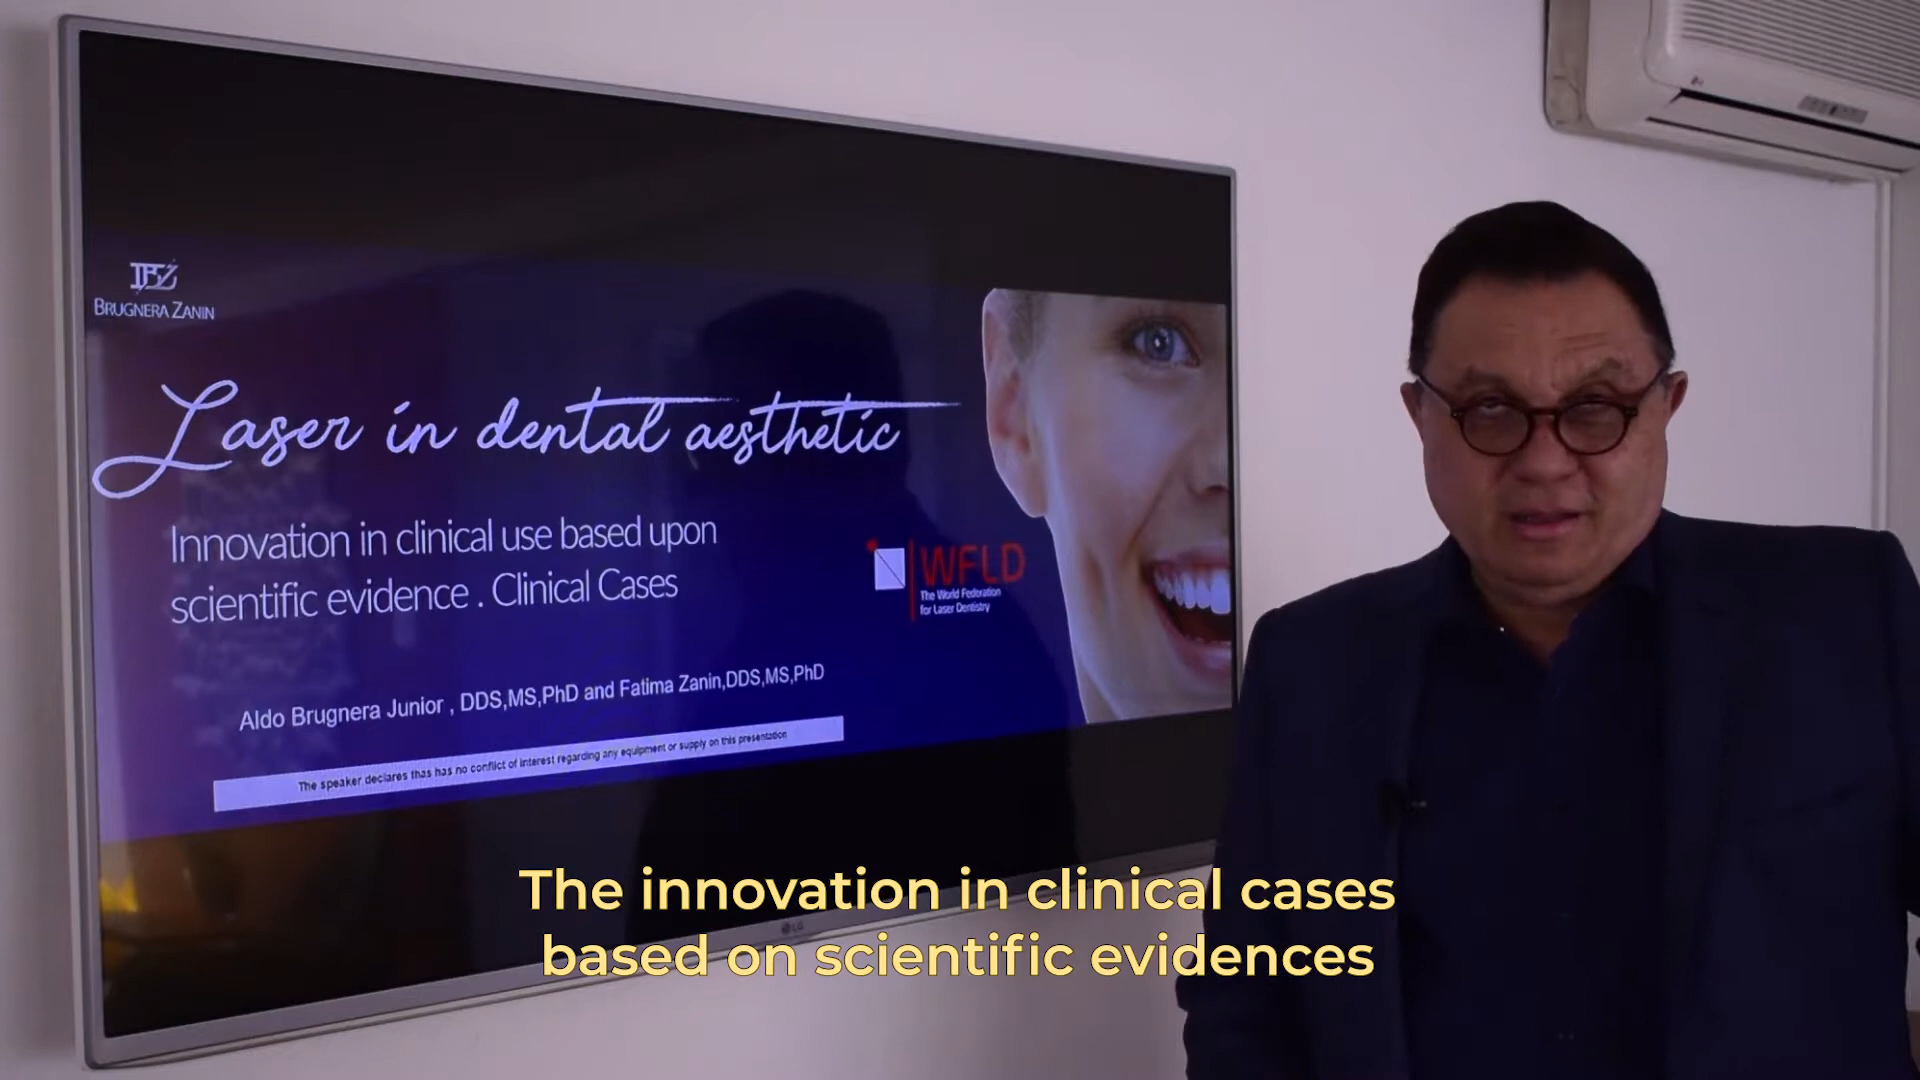 IBZ
BRUGNERA ZANIN
Laser in dental aesthetic
Innovation in clinical use based upon
scientific evidence . Clinical Cases
WFLD
The World Federation
for Laser Dentistry
Aldo Brugnera Junior , DDS,MS,PhD and Fatima Zanin,DDS,MS,PhD
The speaker declares thas has no conflict of interest regarding any equipment or supply on this presentation
LG
The innovation in clinical cases
based on scientific evidences